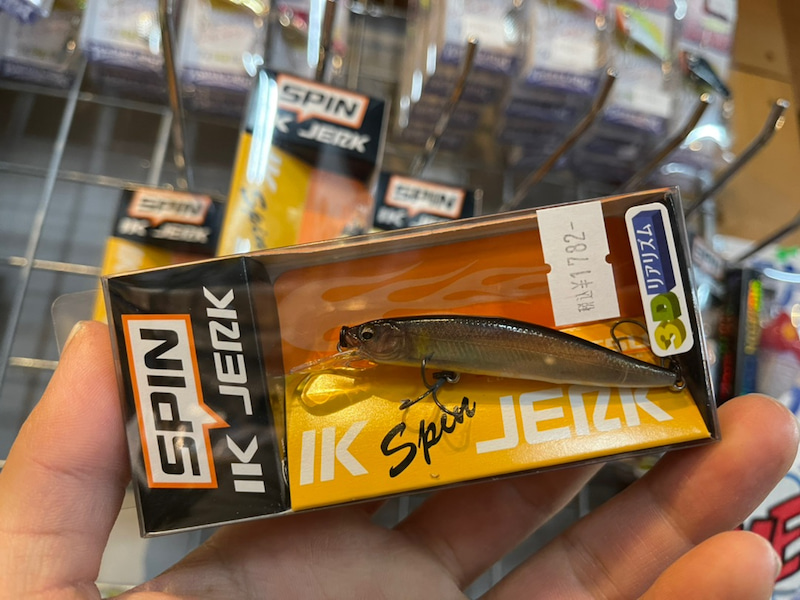 SPIN
K JERK
SPIN
IK JERK
SPIN
IK JERK
SPIN
IK JERK
税込¥1782-
3D
リアリズム
IK
Spin
JERK